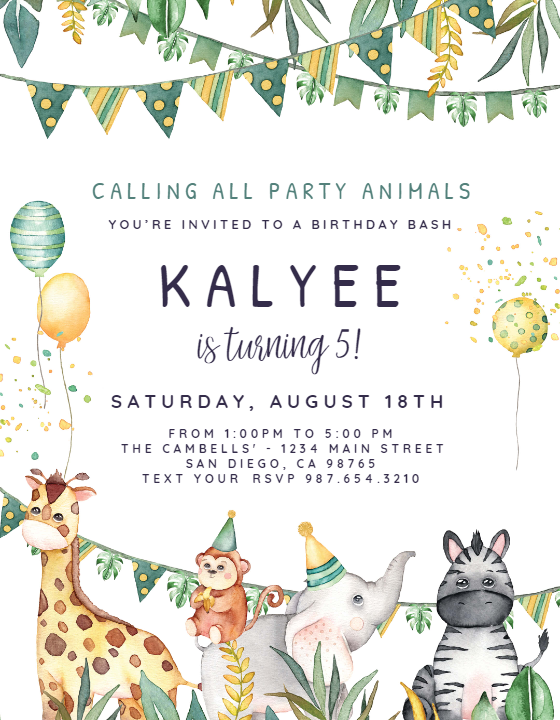 CALLING ALL PARTY ANIMALS
YOU'RE INVITED TO A BIRTHDAY BASH
KALYEE
is turning 5!
SATURDAY, AUGUST 18TH
FROM 1:00PM TO 5:00 PM
THE CAMBELLS' - 1234 MAIN STREET
SAN DIEGO, CA 98765
TEXT YOUR RSVP 987.654.3210